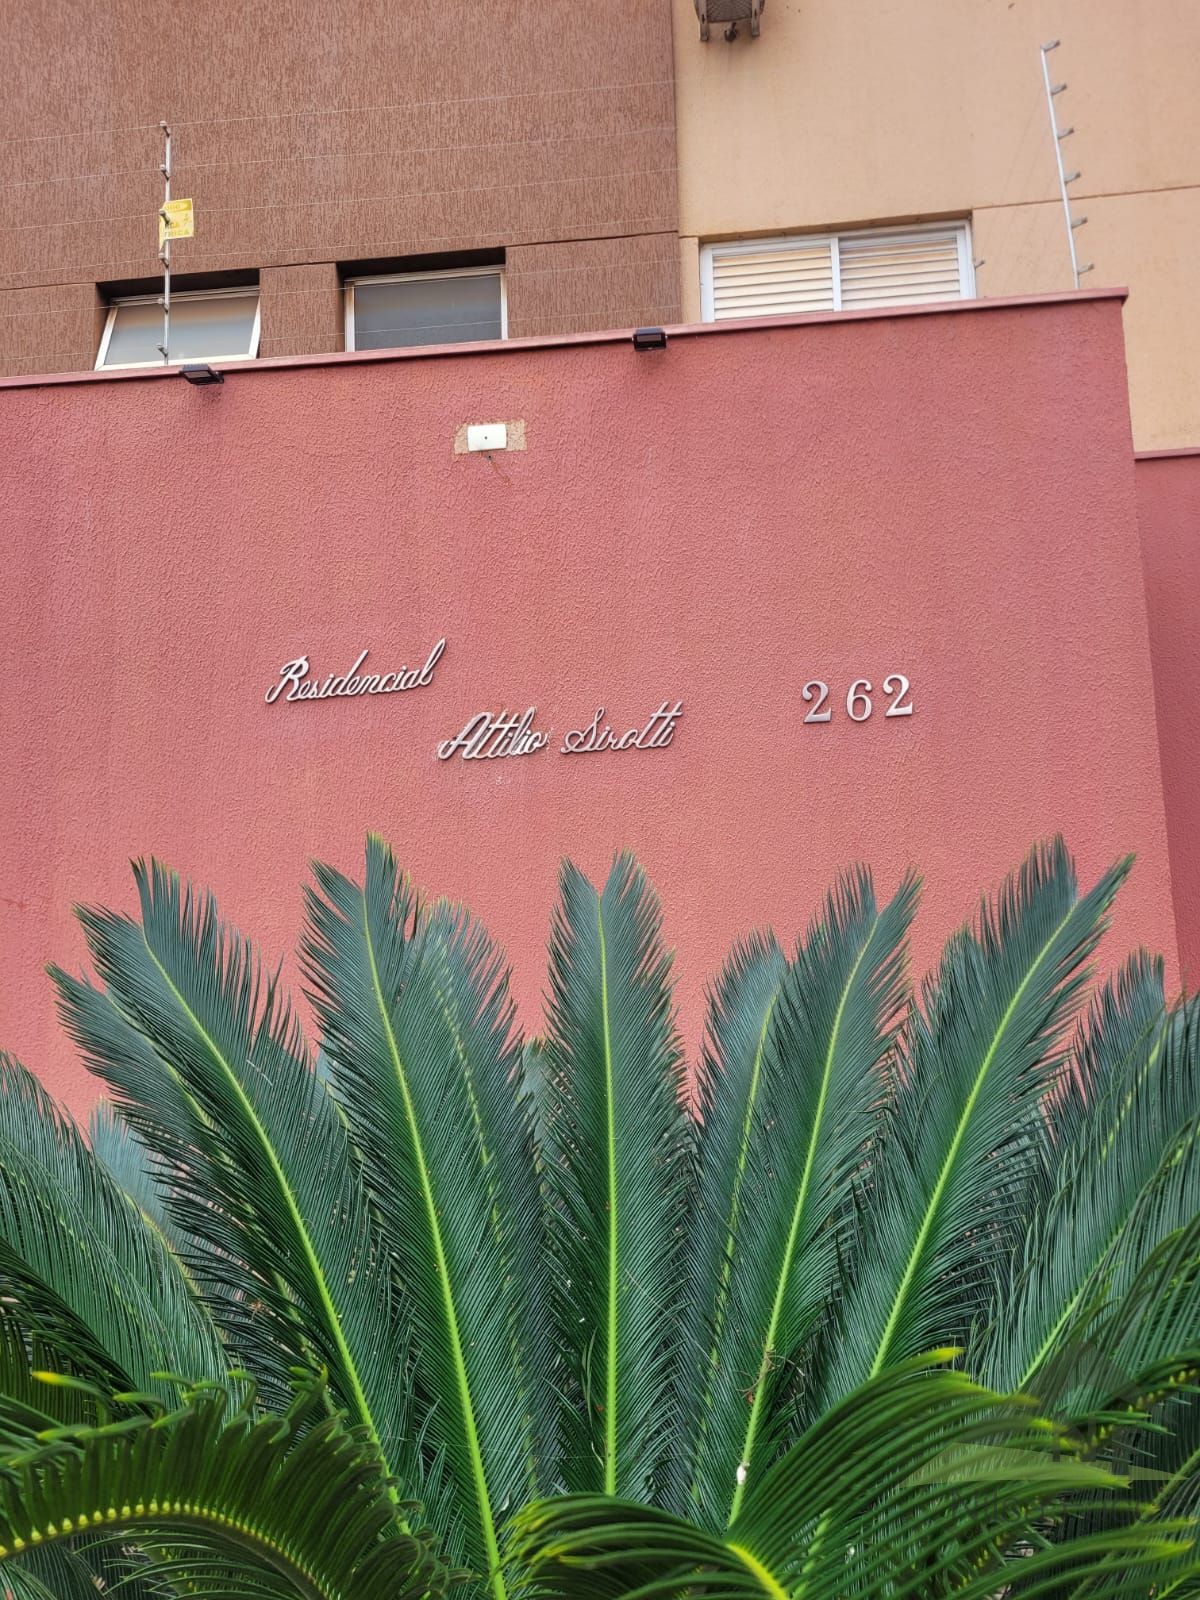 Residencial
Attilio Sirotti
262